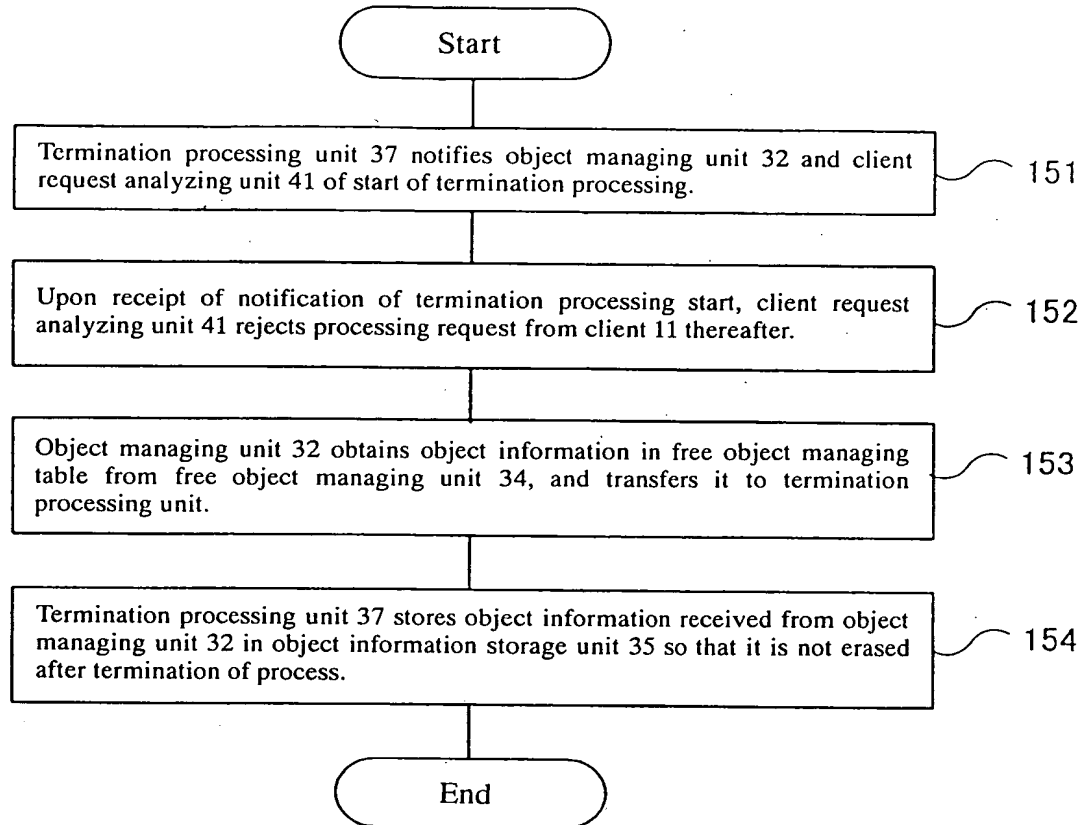 Start
Termination processing unit 37 notifies object managing unit 32 and client
request analyzing unit 41 of start of termination processing.
151
Upon receipt of notification of termination processing start, client request
analyzing unit 41 rejects processing request from client 11 thereafter.
152
Object managing unit 32 obtains object information in free object managing
table from free object managing unit 34, and transfers it to termination
processing unit.
153
Termination processing unit 37 stores object information received from object
managing unit 32 in object information storage unit 35 so that it is not erased
after termination of process.
154
End